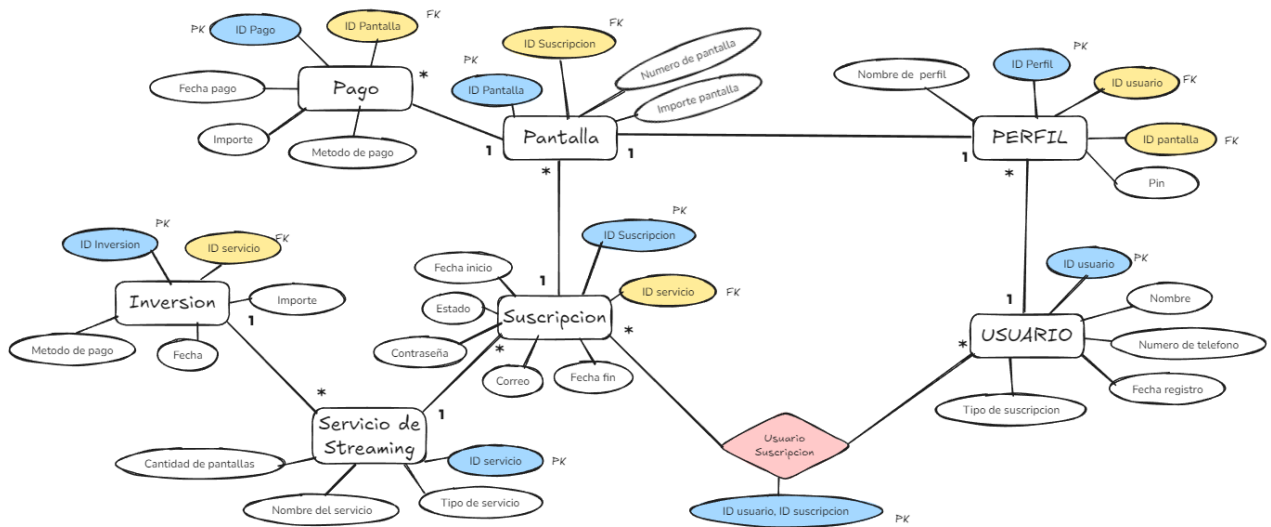 PK
ID Pago
ID Pantalla
FK
Fecha pago
Pago
*
Importe
Metodo de pago
PK
ID Pantalla
ID Suscripcion
FK
Numero de pantalla
Importe pantalla
Pantalla
1
1
*
Nombre de perfil
PK
ID Perfil
ID usuario
FK
PERFIL
1
ID pantalla
FK
*
Pin
PK
ID Inversion
ID servicio
FK
Inversion
Importe
1
Metodo de pago
Fecha
PK
ID Suscripcion
Fecha inicio
1
ID servicio
FK
Estado
Suscripcion
*
Contraseña
*
Correo
Fecha fin
ID usuario
PK
1
Nombre
USUARIO
*
Numero de telefono
Fecha registro
Tipo de suscripcion
*
1
Servicio de
Streaming
Cantidad de pantallas
ID servicio
PK
Nombre del servicio
Tipo de servicio
Usuario
Suscripcion
ID usuario, ID suscripcion
PK